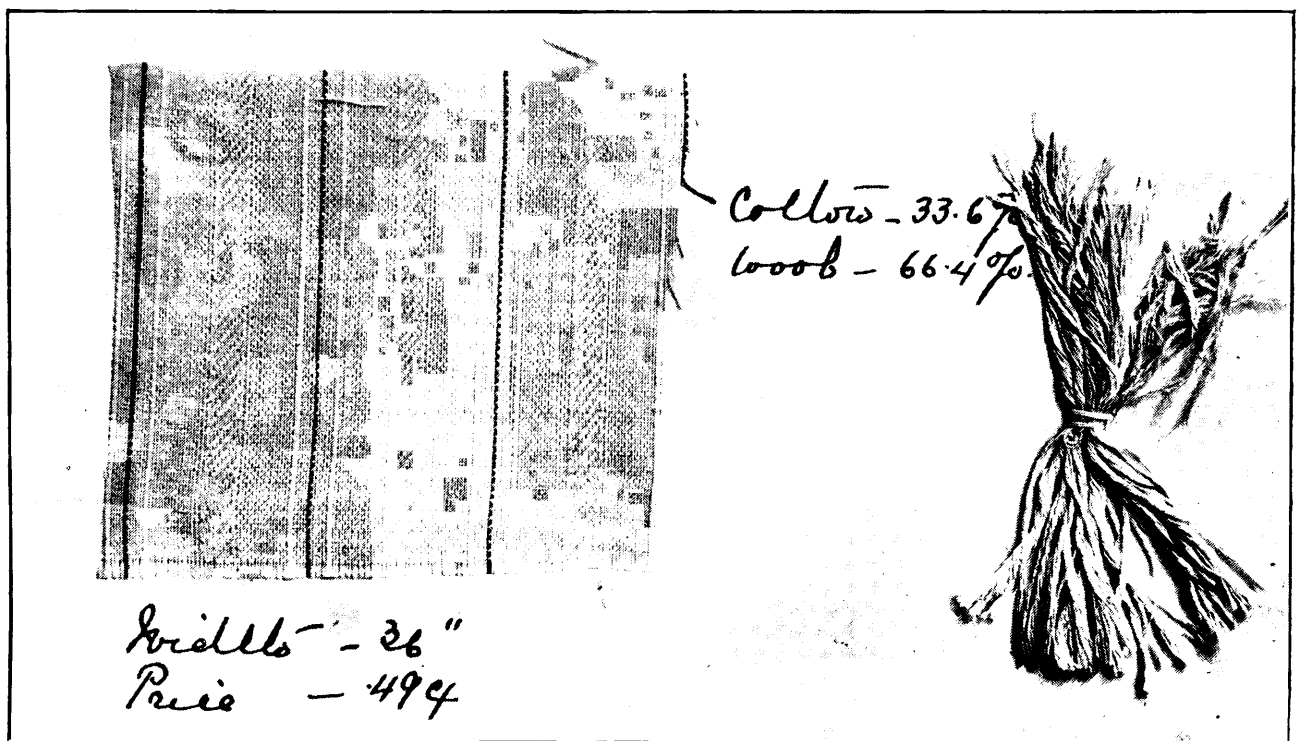 Cotton - 33.6%
Wool - 66.4%.
Width - 36"
Price - .49¢